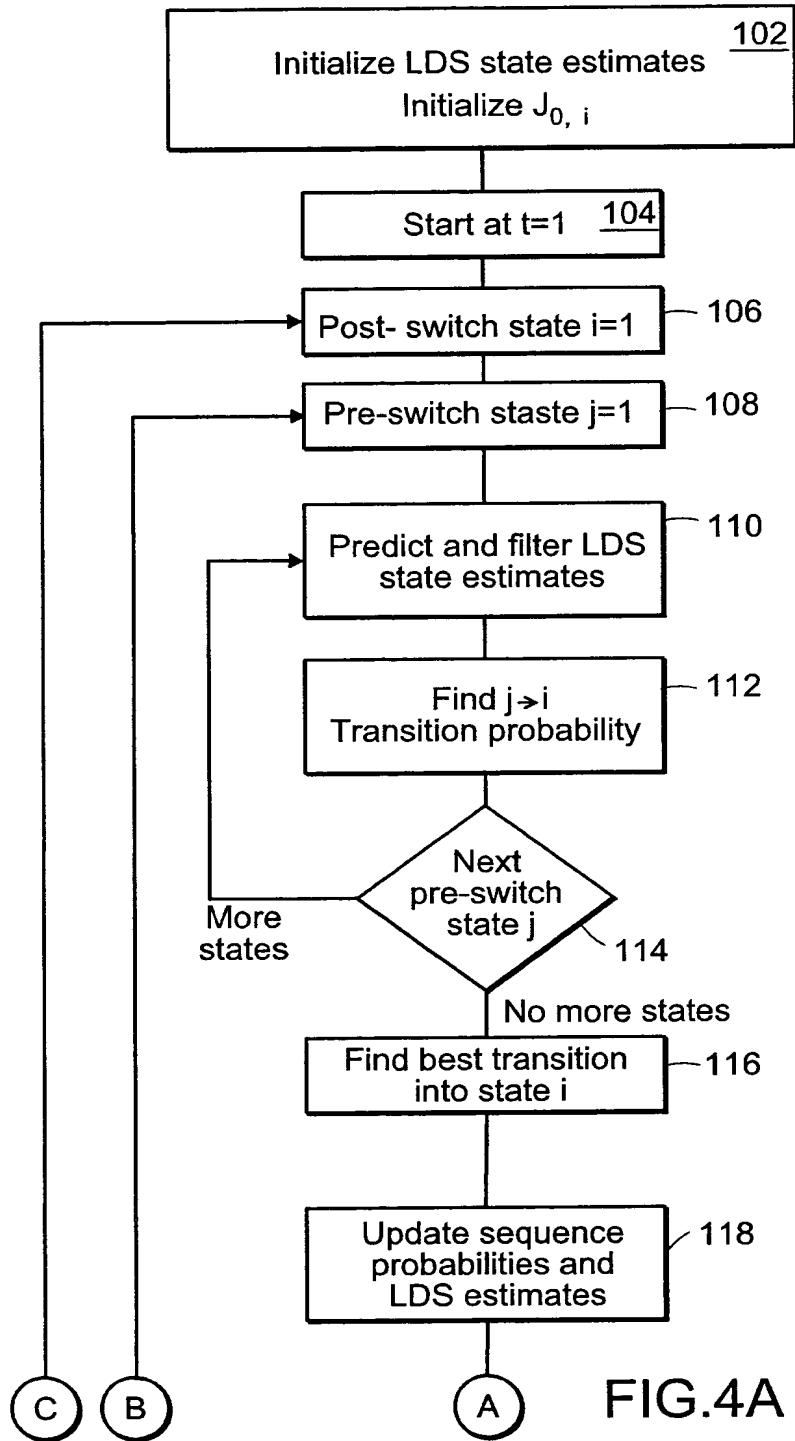 102
Initialize LDS state estimates
Initialize J0, i
Start at t=1 104
Post- switch state i=1 106
Pre-switch staste j=1 108
110
Predict and filter LDS
state estimates
112
Find j→i
Transition probability
Next
pre-switch
state j
More
states
114
No more states
Find best transition
into state i
116
Update sequence
probabilities and
LDS estimates
118
C B A FIG.4A